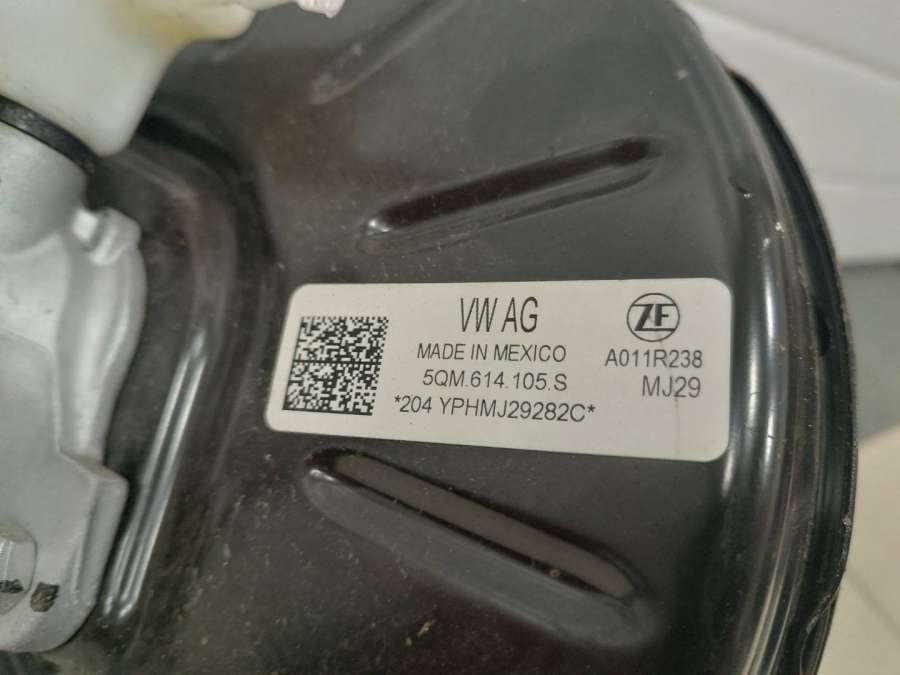 VW AG
MADE IN MEXICO
5QM.614.105.S
*204 YPHMJ29282C*
ZF
A011R238
MJ29